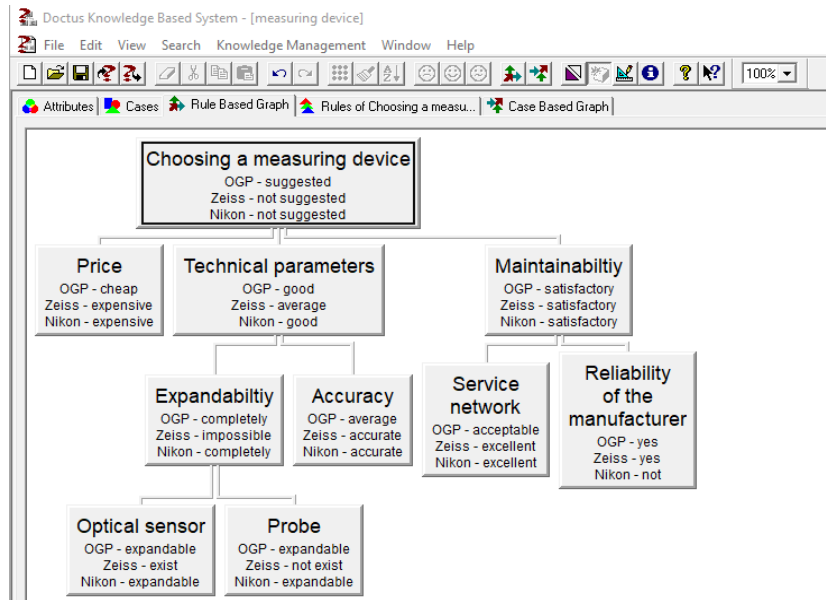 Doctus Knowledge Based System - [measuring device]
File Edit View Search Knowledge Management Window Help
100%
Attributes Cases Rule Based Graph Rules of Choosing a measu... Case Based Graph
Choosing a measuring device
OGP - suggested
Zeiss - not suggested
Nikon - not suggested
Price
OGP - cheap
Zeiss - expensive
Nikon - expensive
Technical parameters
OGP - good
Zeiss - average
Nikon - good
Maintainabiltiy
OGP - satisfactory
Zeiss - satisfactory
Nikon - satisfactory
Expandabiltiy
OGP - completely
Zeiss - impossible
Nikon - completely
Accuracy
OGP - average
Zeiss - accurate
Nikon - accurate
Service
network
OGP - acceptable
Zeiss - excellent
Nikon - excellent
Reliability
of the
manufacturer
OGP - yes
Zeiss - yes
Nikon - not
Optical sensor
OGP - expandable
Zeiss - exist
Nikon - expandable
Probe
OGP - expandable
Zeiss - not exist
Nikon - expandable